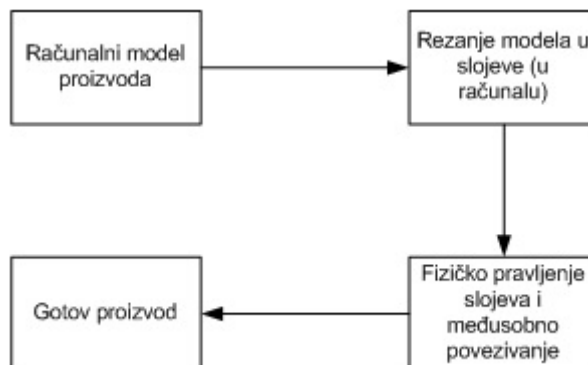 Računalni model
proizvoda
Rezanje modela u
slojeve (u
računalu)
Fizičko pravljenje
slojeva i
međusobno
povezivanje
Gotov proizvod